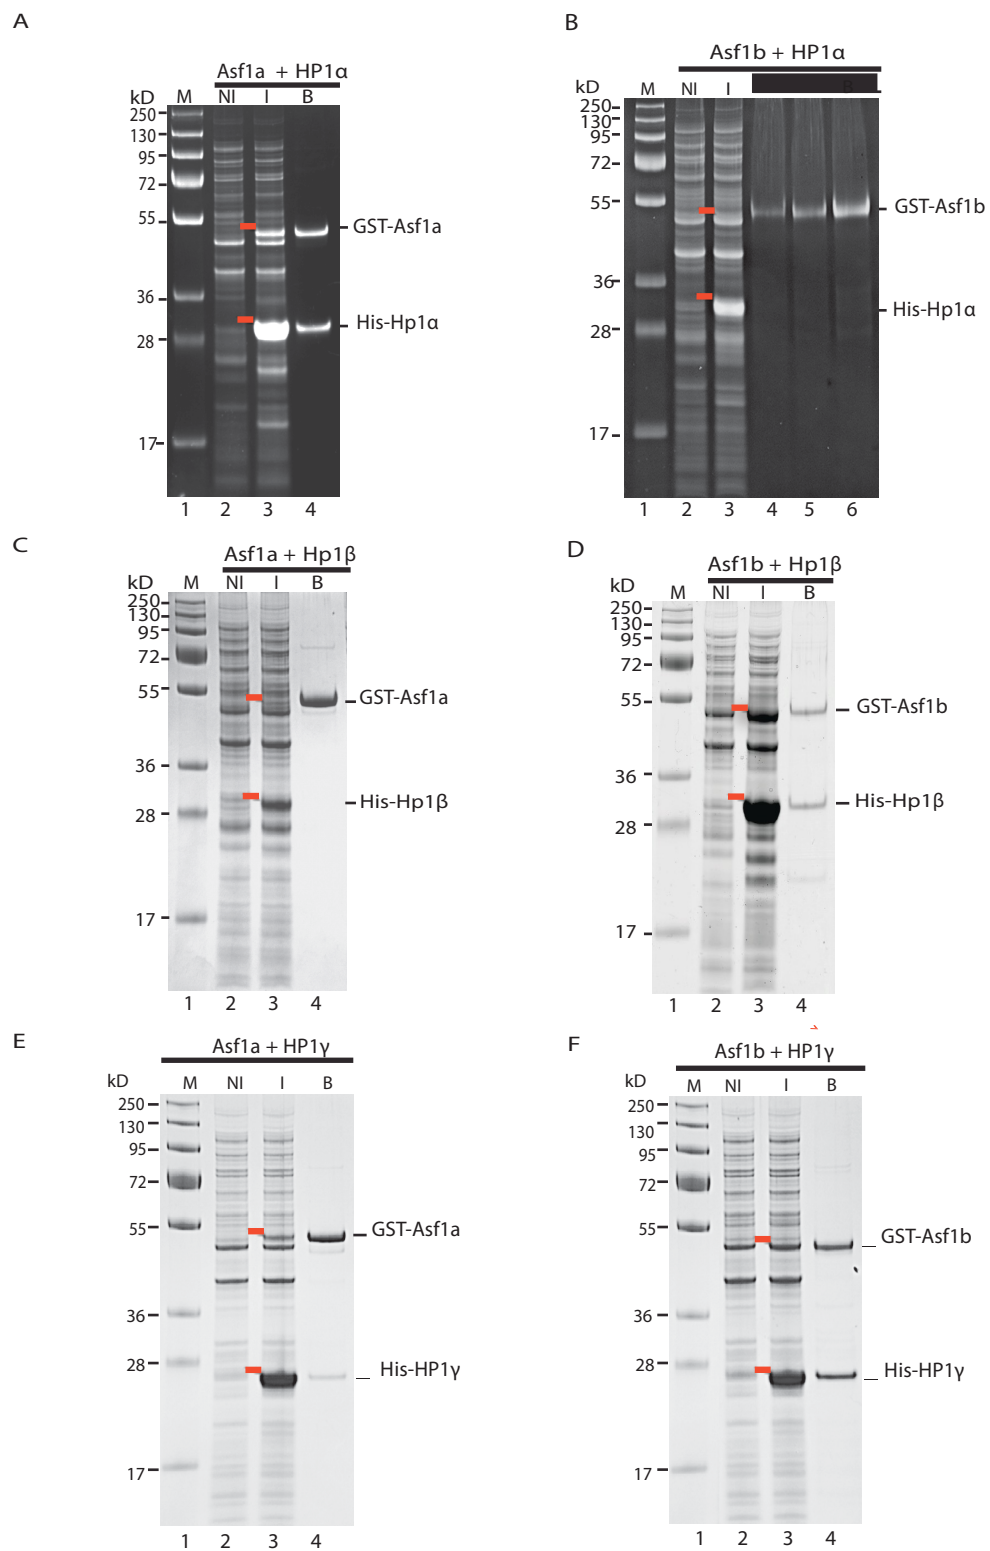 A
Asf1a + HP1α
kD M NI I B
250
130
95
72
55
36
28
17
GST-Asf1a
His-Hp1α
1 2 3 4
B
Asf1b + HP1α
kD M NI I B
250
130
95
72
55
36
28
17
GST-Asf1b
His-Hp1α
1 2 3 4 5 6
C
Asf1a + Hp1β
kD M NI I B
250
130
95
72
55
36
28
17
GST-Asf1a
His-Hp1β
1 2 3 4
D
Asf1b + Hp1β
kD M NI I B
250
130
95
72
55
36
28
17
GST-Asf1b
His-Hp1β
1 2 3 4
E
Asf1a + HP1γ
kD M NI I B
250
130
95
72
55
36
28
17
GST-Asf1a
His-HP1γ
1 2 3 4
F
Asf1b + HP1γ
kD M NI I B
250
130
95
72
55
36
28
17
GST-Asf1b
His-HP1γ
1 2 3 4